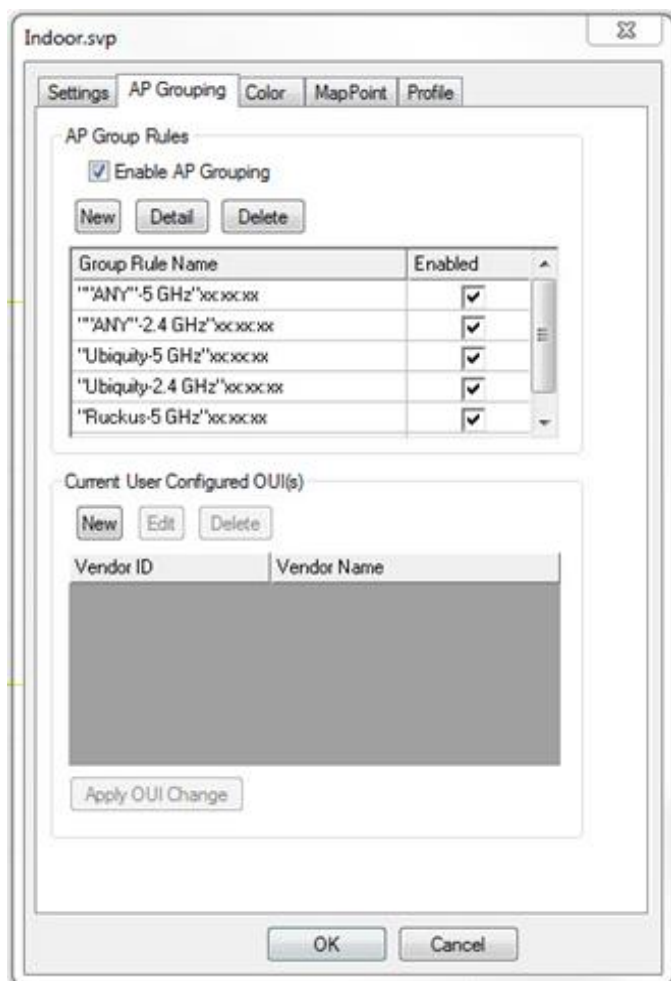 Indoor.svp
Settings AP Grouping Color MapPoint Profile
AP Group Rules
Enable AP Grouping
New Detail Delete
Group Rule Name Enabled
""ANY"-5 GHz"xx:xx:xx
""ANY"-2.4 GHz"xx:xx:xx
"Ubiquity-5 GHz"xx:xx:xx
"Ubiquity-2.4 GHz"xx:xx:xx
"Ruckus-5 GHz"xx:xx:xx
Current User Configured OUI(s)
New Edit Delete
Vendor ID Vendor Name
Apply OUI Change
OK Cancel